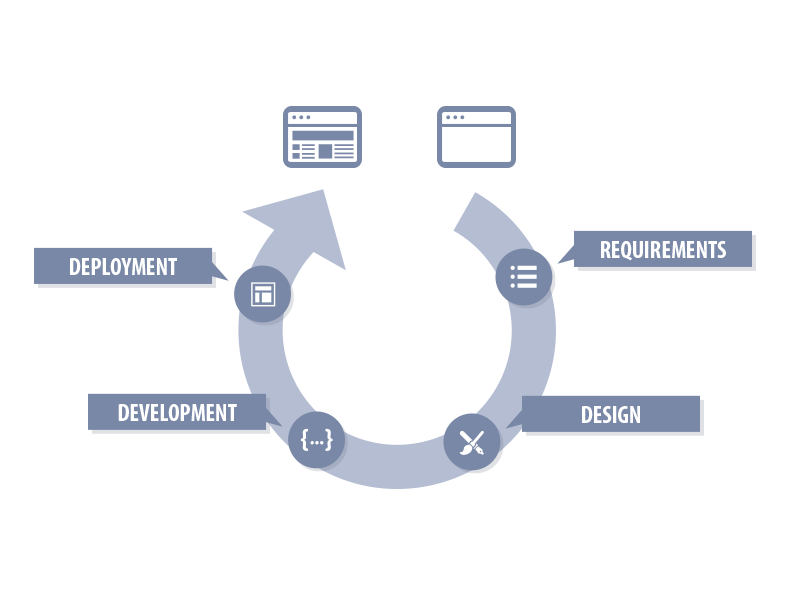 REQUIREMENTS
DEPLOYMENT
DEVELOPMENT
{...}
DESIGN